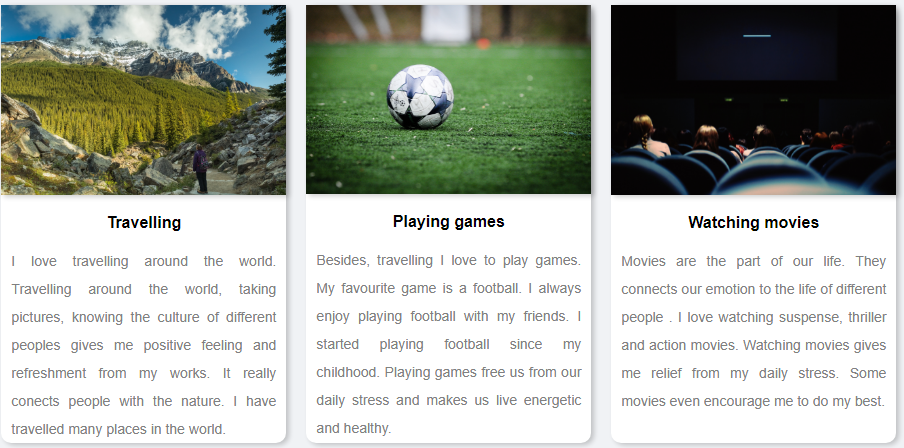 Travelling
I love travelling around the world.
Travelling around the world, taking
pictures, knowing the culture of different
peoples gives me positive feeling and
refreshment from my works. It really
conects people with the nature. I have
travelled many places in the world.
Playing games
Besides, travelling I love to play games.
My favourite game is a football. I always
enjoy playing football with my friends. I
started playing football since my
childhood. Playing games free us from our
daily stress and makes us live energetic
and healthy.
Watching movies
Movies are the part of our life. They
connects our emotion to the life of different
people . I love watching suspense, thriller
and action movies. Watching movies gives
me relief from my daily stress. Some
movies even encourage me to do my best.